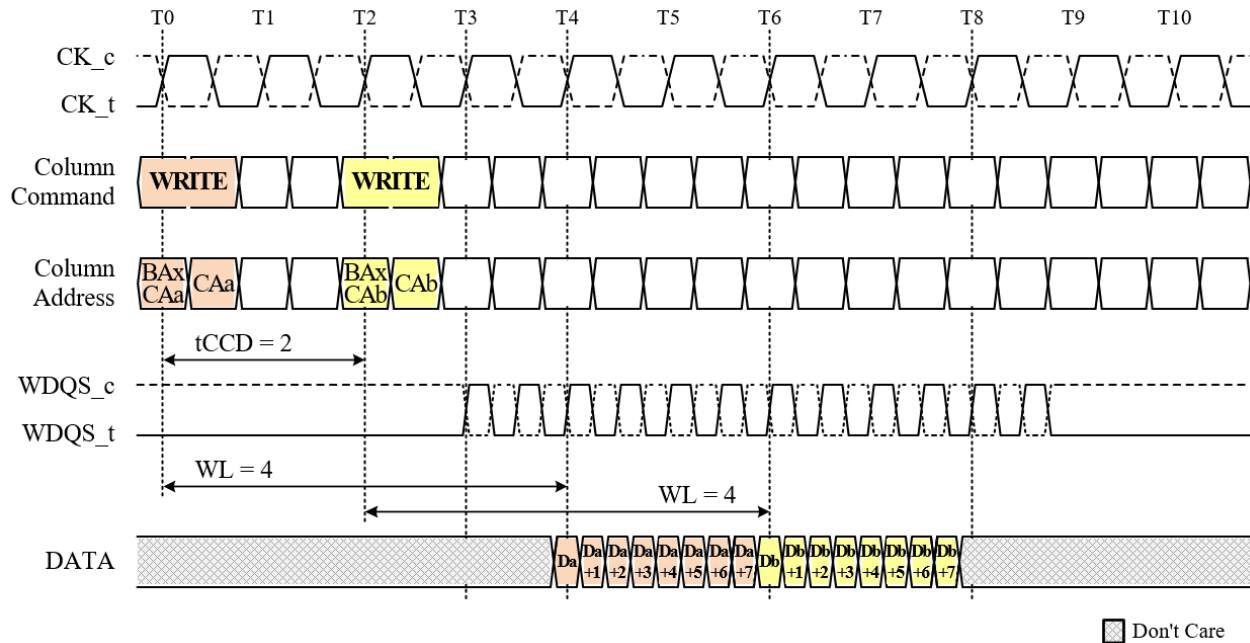 T0 T1 T2 T3 T4 T5 T6 T7 T8 T9 T10
CK_c
CK_t
Column
Command
WRITE WRITE
Column
Address
BAx
CAa
CAa
BAx
CAb
CAb
tCCD = 2
WDQS_c
WDQS_t
WL = 4
WL = 4
DATA
Da
Da
+1
Da
+2
Da
+3
Da
+4
Da
+5
Da
+6
Da
+7
Db
Db
+1
Db
+2
Db
+3
Db
+4
Db
+5
Db
+6
Db
+7
Don't Care